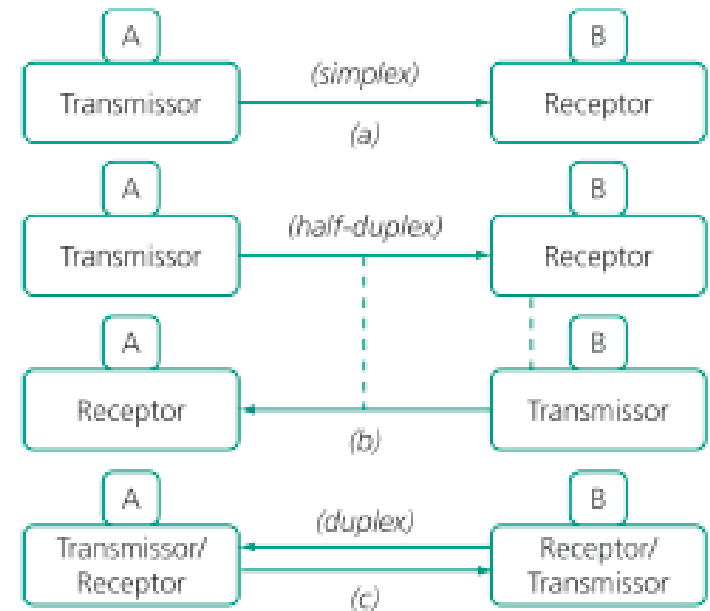 A B
Transmissor (simplex) Receptor
(a)
A B
Transmissor (half-duplex) Receptor
A B
Receptor Transmissor
(b)
A B
(duplex)
Transmissor/ Receptor/
Receptor Transmissor
(c)